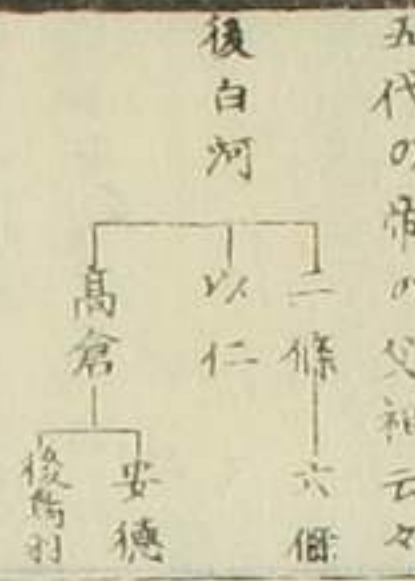 五代の帝の父祖云々
後白河
二條
六條
以仁
高倉
安德
後鳥羽